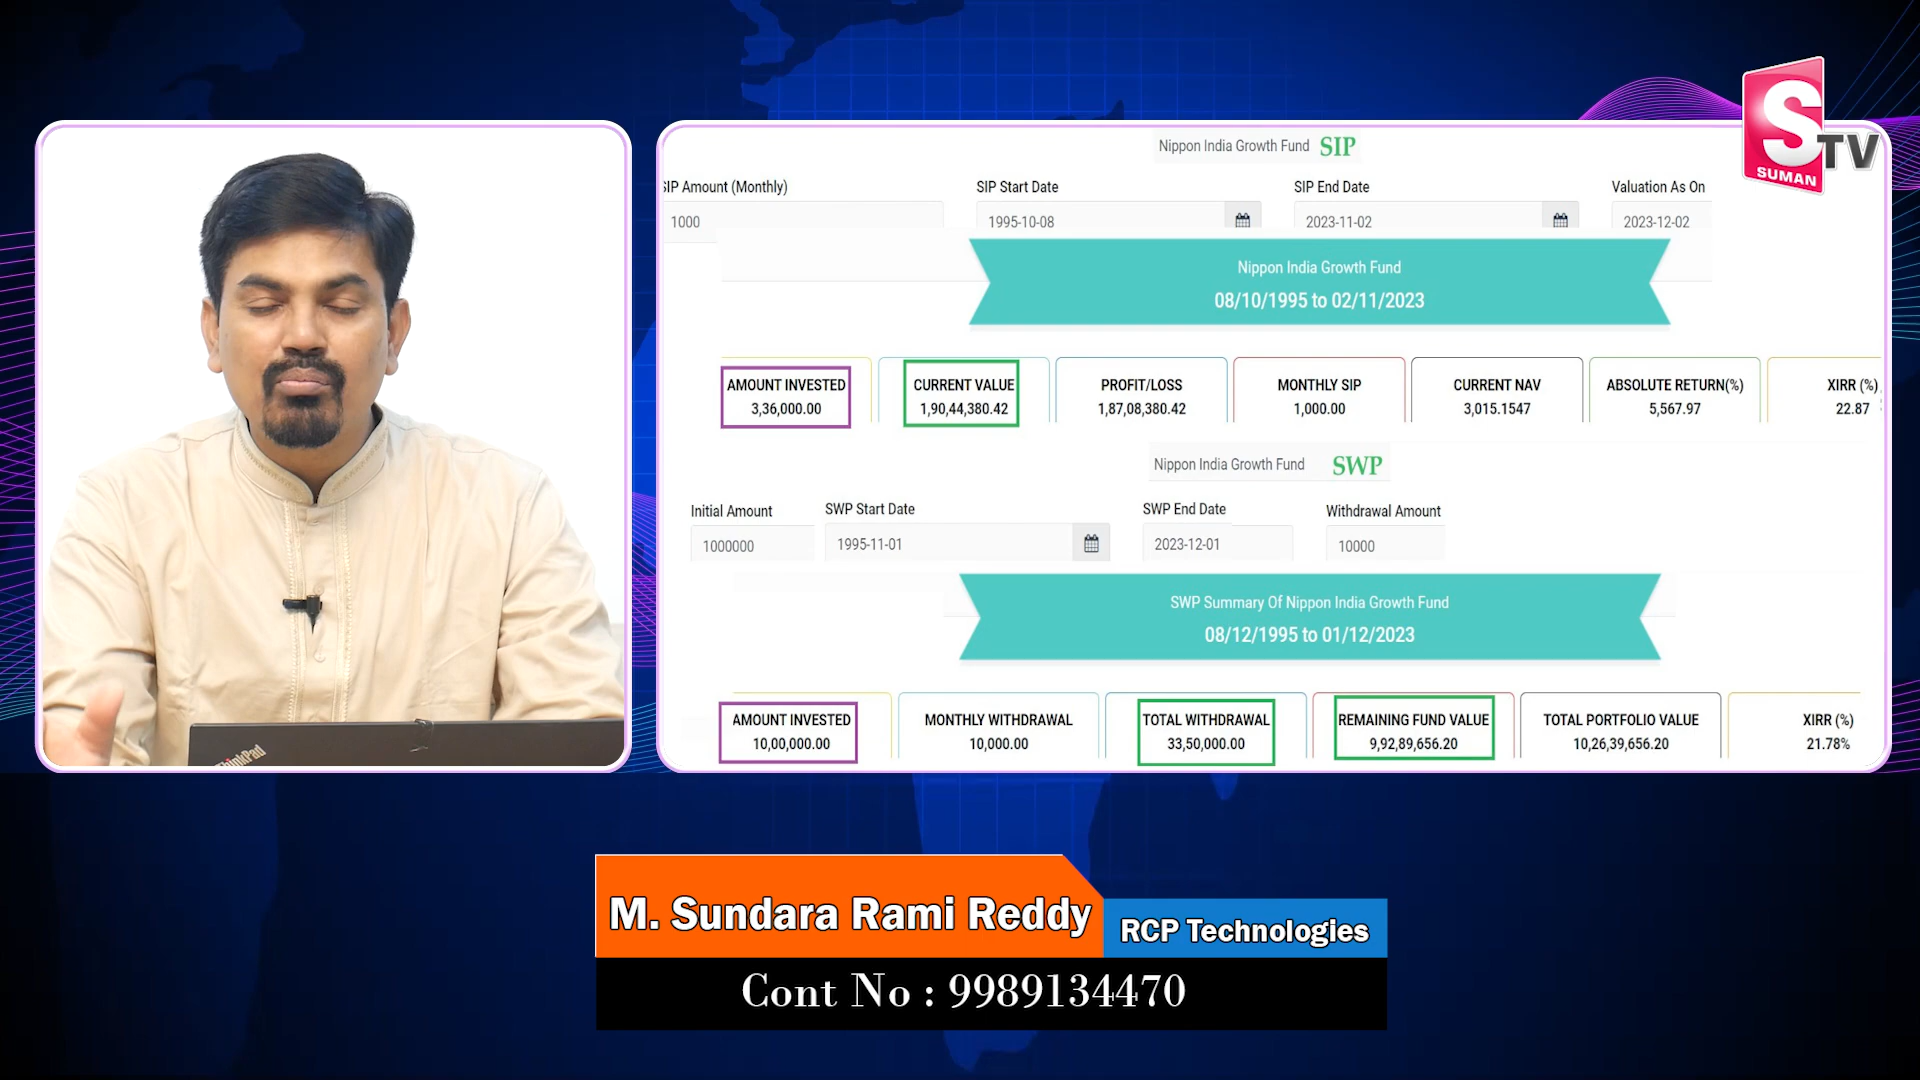 S TV
SUMAN
Nippon India Growth Fund SIP
SIP Amount (Monthly) SIP Start Date SIP End Date Valuation As On
1000 1995-10-08 2023-11-02 2023-12-02
Nippon India Growth Fund
08/10/1995 to 02/11/2023
AMOUNT INVESTED CURRENT VALUE PROFIT/LOSS MONTHLY SIP CURRENT NAV ABSOLUTE RETURN(%) XIRR (%)
3,36,000.00 1,90,44,380.42 1,87,08,380.42 1,000.00 3,015.1547 5,567.97 22.87
Nippon India Growth Fund SWP
Initial Amount SWP Start Date SWP End Date Withdrawal Amount
1000000 1995-11-01 2023-12-01 10000
SWP Summary Of Nippon India Growth Fund
08/12/1995 to 01/12/2023
AMOUNT INVESTED MONTHLY WITHDRAWAL TOTAL WITHDRAWAL REMAINING FUND VALUE TOTAL PORTFOLIO VALUE XIRR (%)
10,00,000.00 10,000.00 33,50,000.00 9,92,89,656.20 10,26,39,656.20 21.78%
ThinkPad
M. Sundara Rami Reddy
RCP Technologies
Cont No : 9989134470